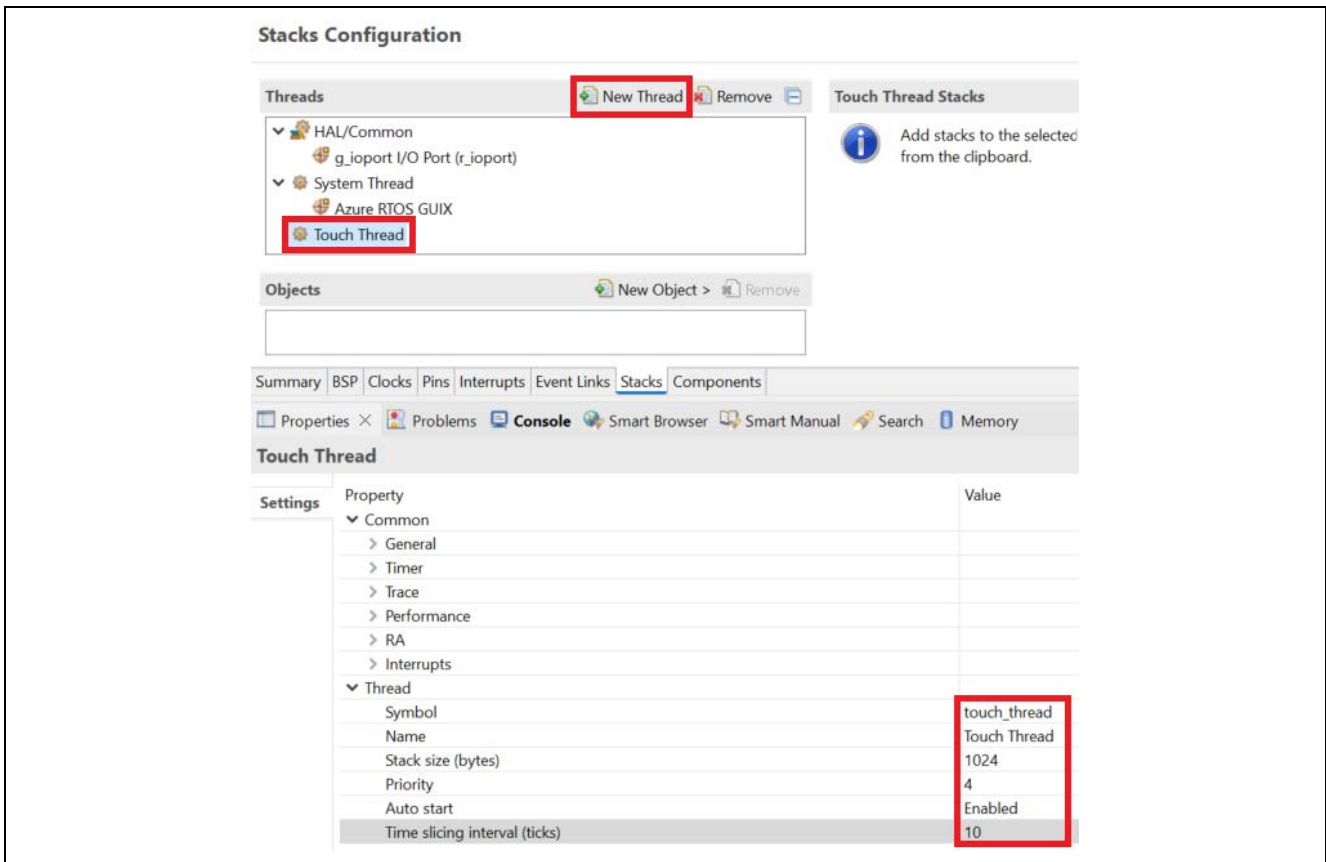 Stacks Configuration
Threads New Thread Remove Touch Thread Stacks
HAL/Common Add stacks to the selected
g_ioport I/O Port (r_ioport) from the clipboard.
System Thread
Azure RTOS GUIX
Touch Thread
Objects New Object > Remove
Summary BSP Clocks Pins Interrupts Event Links Stacks Components
Properties Problems Console Smart Browser Smart Manual Search Memory
Touch Thread
Settings Property Value
Common
General
Timer
Trace
Performance
RA
Interrupts
Thread
Symbol touch_thread
Name Touch Thread
Stack size (bytes) 1024
Priority 4
Auto start Enabled
Time slicing interval (ticks) 10